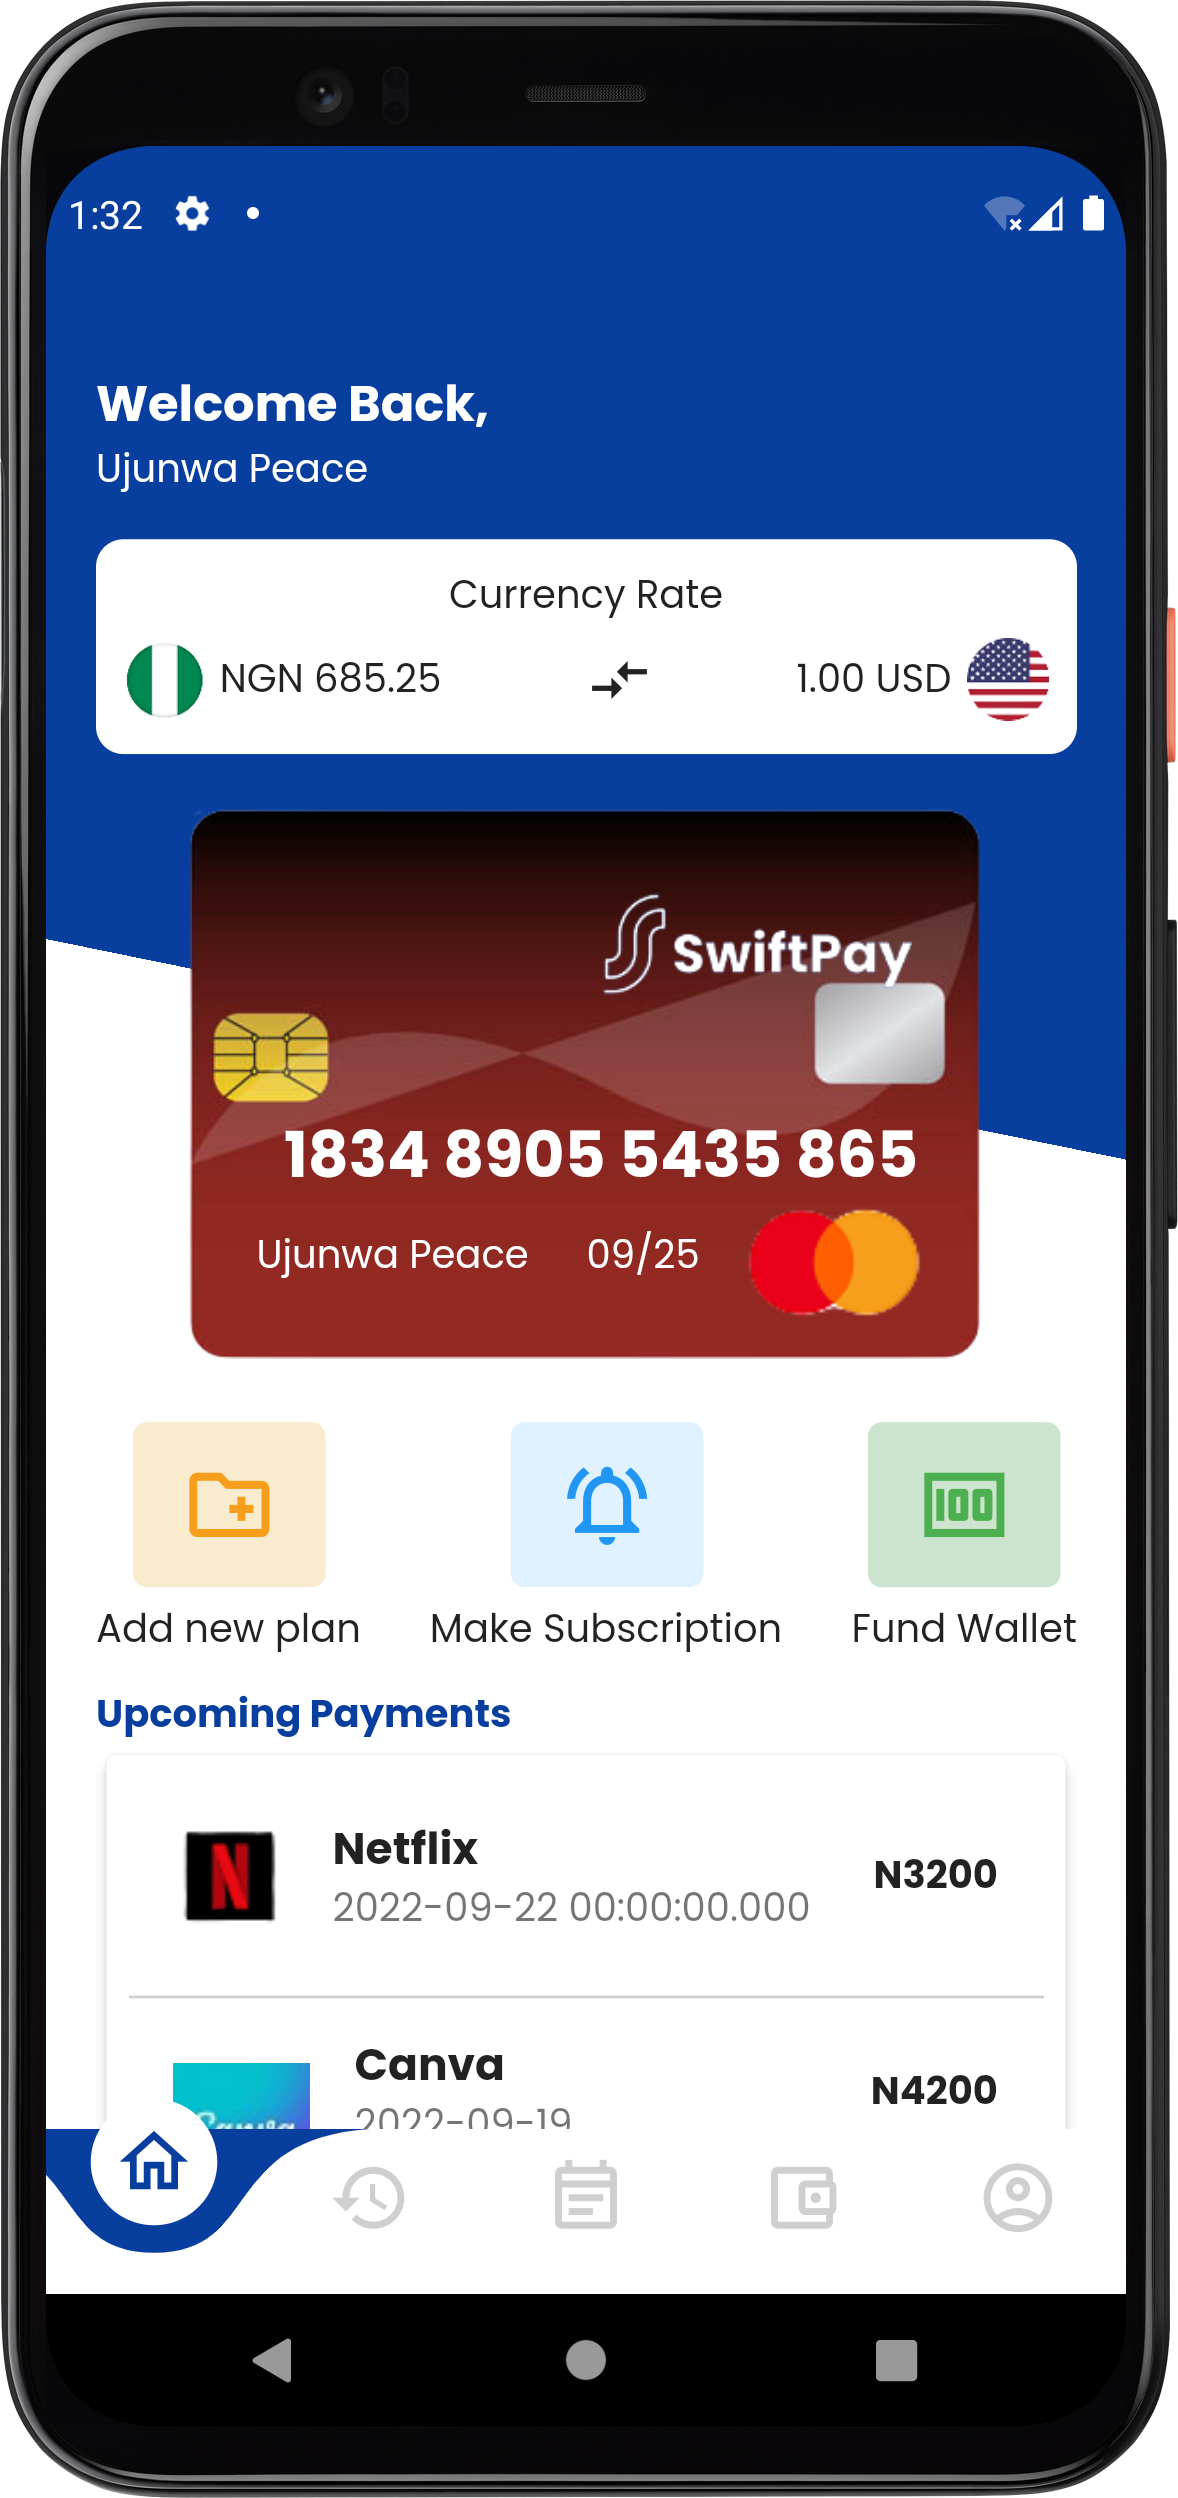 1:32
Welcome Back,
Ujunwa Peace
Currency Rate
NGN 685.25 1.00 USD
SwiftPay
1834 8905 5435 865
Ujunwa Peace 09/25
100
Add new plan Make Subscription Fund Wallet
Upcoming Payments
N
Netflix
N3200
2022-09-22 00:00:00.000
Canva
N4200
Canva
2022-09-19